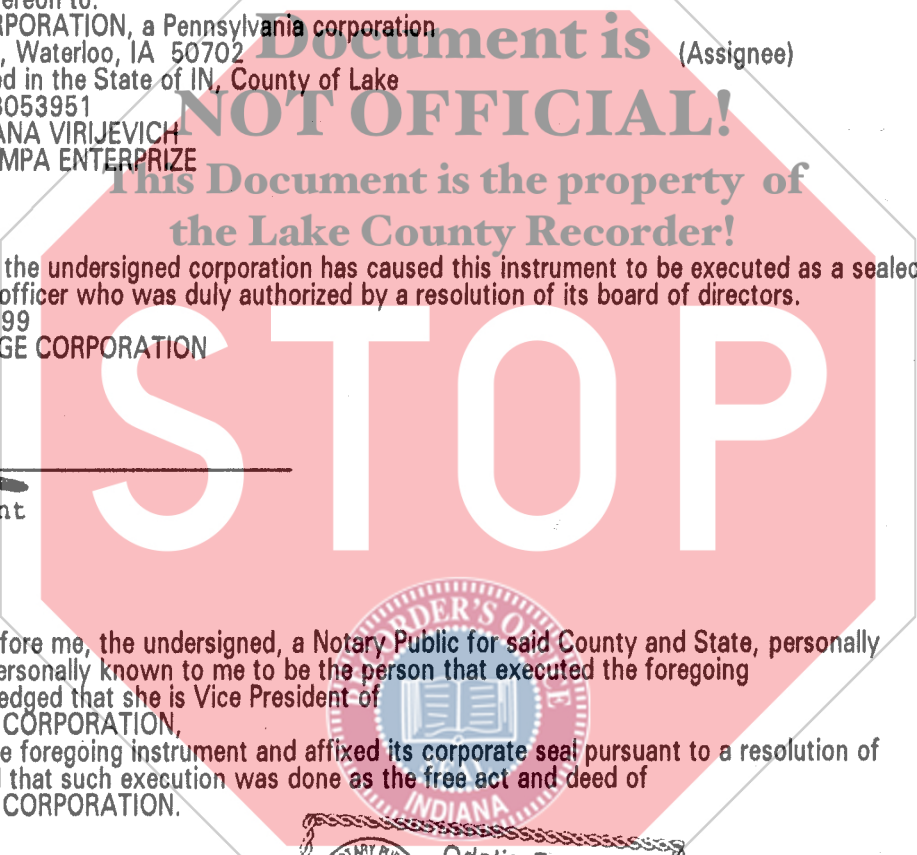 ereon to:
RPORATION, a Pennsylvania corporation
, Waterloo, IA 50702 (Assignee)
ed in the State of IN, County of Lake
3053951
ANA VIRIJEVICH
MPA ENTERPRIZE
Document is
NOT OFFICIAL!
This Document is the property of
the Lake County Recorder!
the undersigned corporation has caused this instrument to be executed as a sealed
officer who was duly authorized by a resolution of its board of directors.
99
GE CORPORATION
STOP
nt
fore me, the undersigned, a Notary Public for said County and State, personally
ersonally known to me to be the person that executed the foregoing
edged that she is Vice President of
CORPORATION,
e foregoing instrument and affixed its corporate seal pursuant to a resolution of
d that such execution was done as the free act and deed of
CORPORATION.
RECORDER'S OFFICE
INDIANA